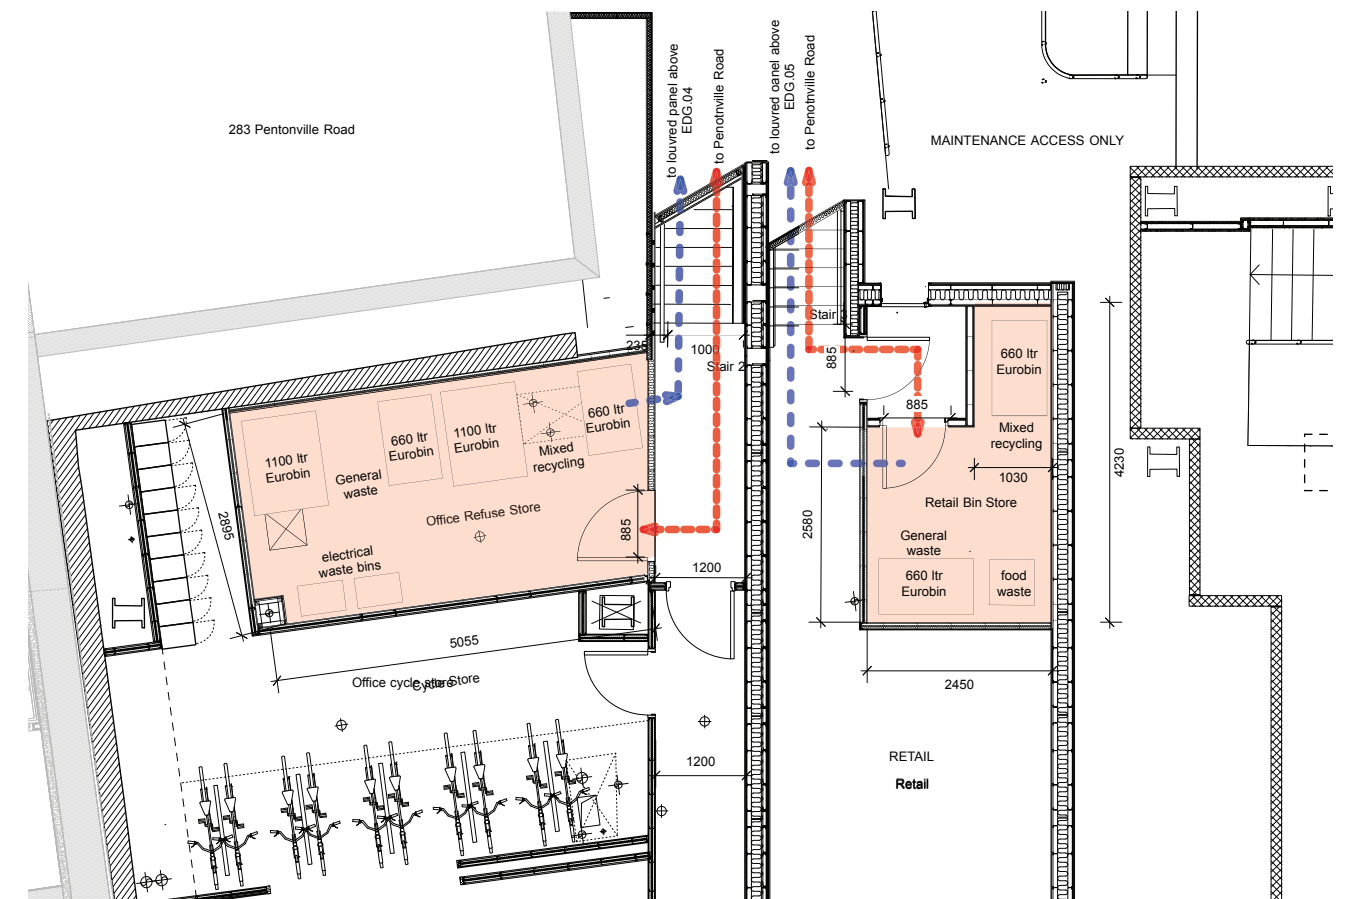 to louvred panel above
EDG.04
to Penotnville Road
to louvred oanel above
EDG.05
to Penotnville Road
283 Pentonville Road
MAINTENANCE ACCESS ONLY
Stair
235
1000
Stair 2
885
885
660 ltr
Eurobin
Mixed
recycling
1030
4230
660 ltr
Eurobin
1100 ltr
Eurobin
660 ltr
Eurobin
1100 ltr
Eurobin
Mixed
recycling
General
waste
Office Refuse Store
885
2895
electrical
waste bins
2580
Retail Bin Store
General
waste
660 ltr
Eurobin
food
waste
1200
5055
Office cycle store
Cycle Store
2450
1200
RETAIL
Retail